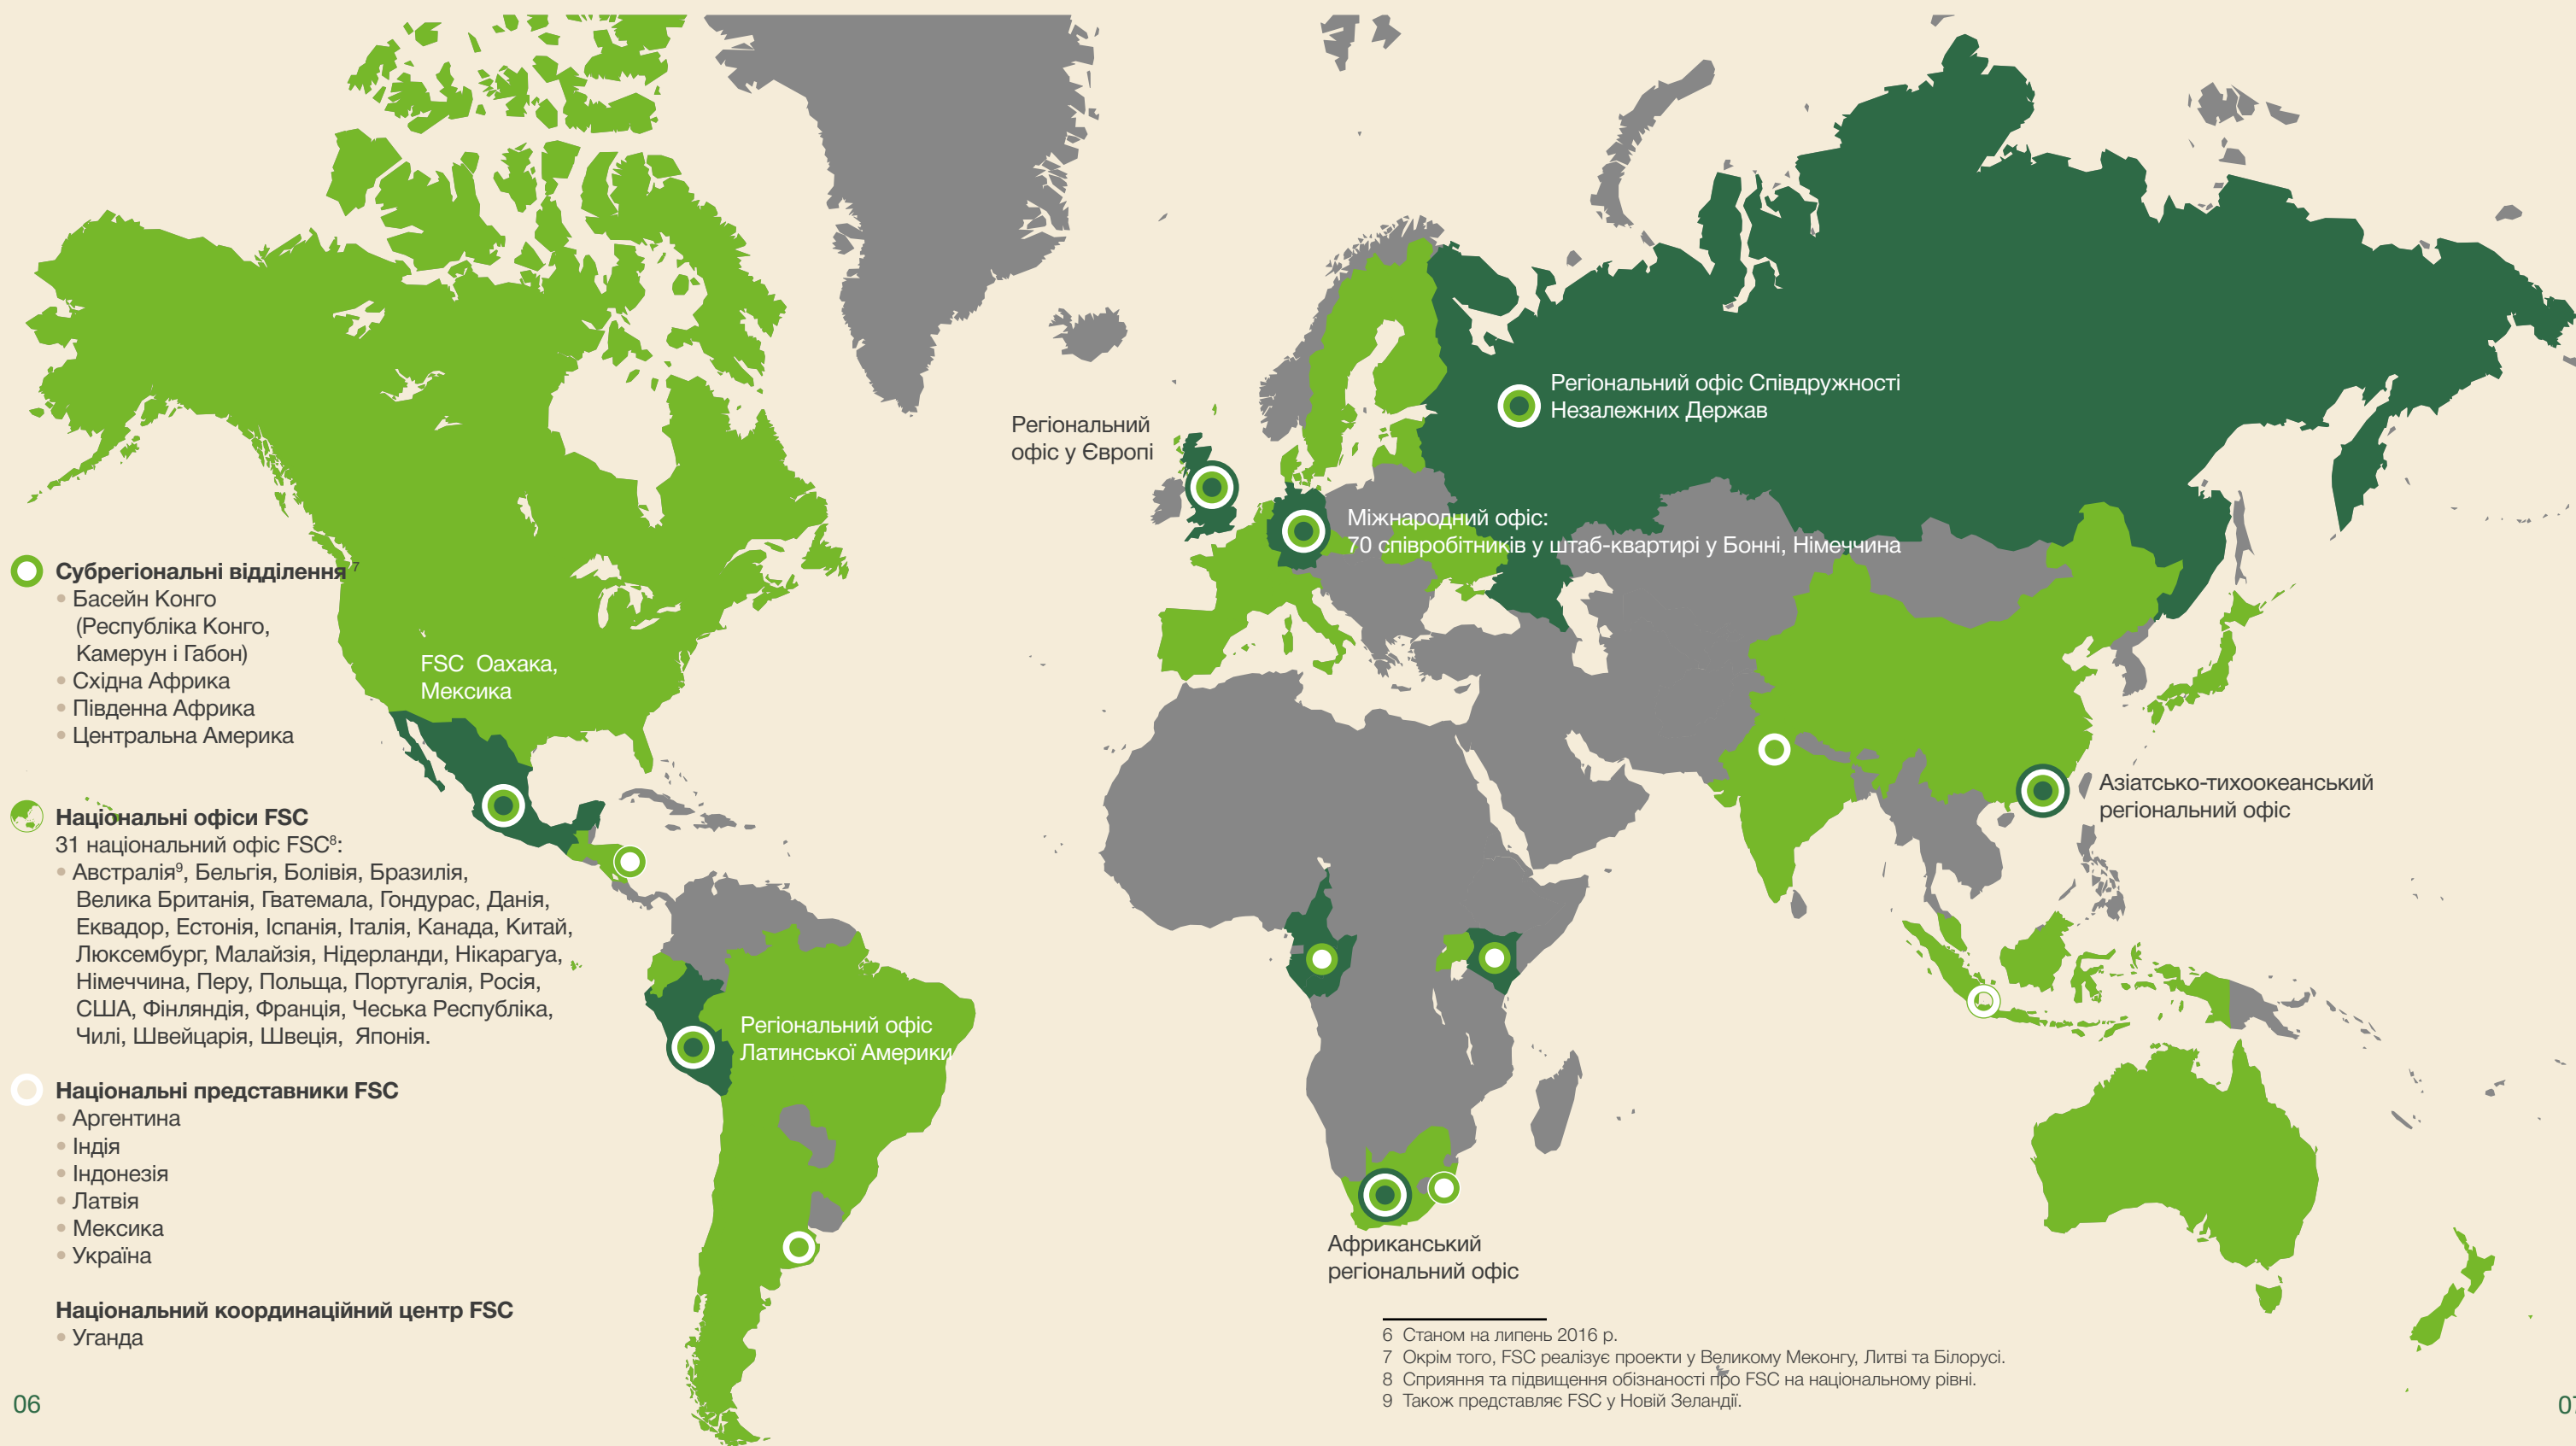 Субрегіональні відділення 7
• Басейн Конго
(Республіка Конго,
Камерун і Габон)
• Східна Африка
• Південна Африка
• Центральна Америка
Національні офіси FSC
31 національний офіс FSC8:
• Австралія9, Бельгія, Болівія, Бразилія,
Велика Британія, Гватемала, Гондурас, Данія,
Еквадор, Естонія, Іспанія, Італія, Канада, Китай,
Люксембург, Малайзія, Нідерланди, Нікарагуа,
Німеччина, Перу, Польща, Португалія, Росія,
США, Фінляндія, Франція, Чеська Республіка,
Чилі, Швейцарія, Швеція, Японія.
Національні представники FSC
• Аргентина
• Індія
• Індонезія
• Латвія
• Мексика
• Україна
Національний координаційний центр FSC
• Уганда
FSC Оахака,
Мексика
Регіональний офіс
Латинської Америки
Регіональний
офіс у Європі
Регіональний офіс Співдружності
Незалежних Держав
Міжнародний офіс:
70 співробітників у штаб-квартирі у Бонні, Німеччина
Азіатсько-тихоокеанський
регіональний офіс
Африканський
регіональний офіс
6 Станом на липень 2016 р.
7 Окрім того, FSC реалізує проекти у Великому Меконгу, Литві та Білорусі.
8 Сприяння та підвищення обізнаності про FSC на національному рівні.
9 Також представляє FSC у Новій Зеландії.
06
07